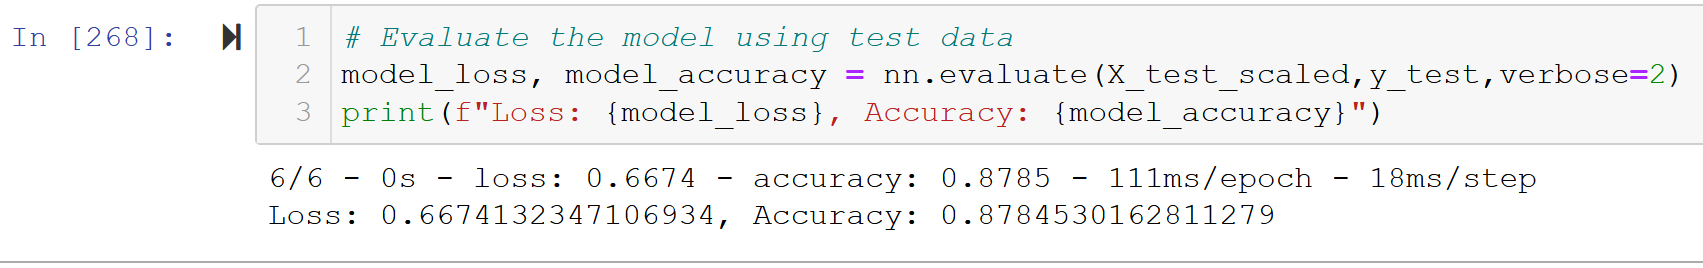 In [268]:
1 # Evaluate the model using test data
2 model_loss, model_accuracy = nn.evaluate(X_test_scaled,y_test,verbose=2)
3 print(f"Loss: {model_loss}, Accuracy: {model_accuracy}")
6/6 - 0s - loss: 0.6674 - accuracy: 0.8785 - 111ms/epoch - 18ms/step
Loss: 0.6674132347106934, Accuracy: 0.8784530162811279